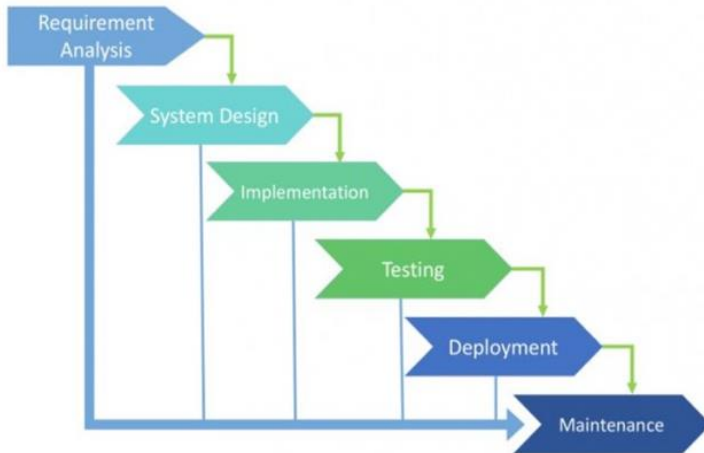 Requirement
Analysis
System Design
Implementation
Testing
Deployment
Maintenance